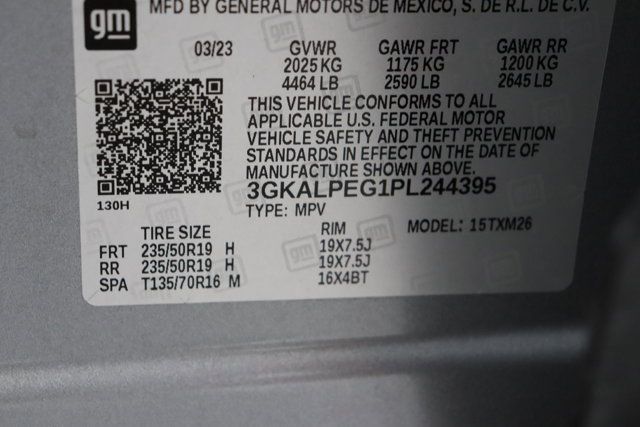 gm
MFD BY GENERAL MOTORS DE MEXICO, S. DE R.L. DE C.V.
03/23 GVWR GAWR FRT GAWR RR
2025 KG 1175 KG 1200 KG
4464 LB 2590 LB 2645 LB
THIS VEHICLE CONFORMS TO ALL
APPLICABLE U.S. FEDERAL MOTOR
VEHICLE SAFETY AND THEFT PREVENTION
STANDARDS IN EFFECT ON THE DATE OF
MANUFACTURE SHOWN ABOVE.
3GKALPEG1PL244395
130H TYPE: MPV MODEL: 15TXM26
TIRE SIZE RIM
FRT 235/50R19 H 19X7.5J
RR 235/50R19 H 19X7.5J
SPA T135/70R16 M 16X4BT